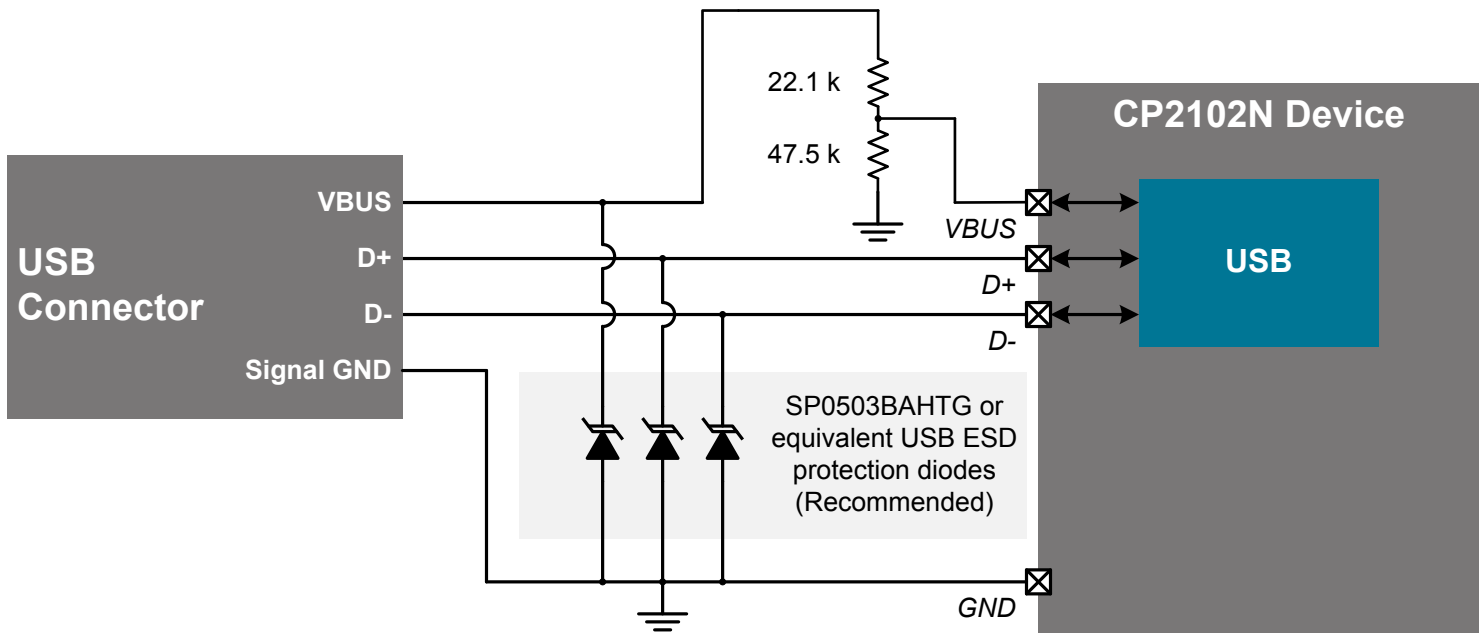 22.1 k
47.5 k
CP2102N Device
USB
Connector
VBUS
D+
D-
Signal GND
VBUS
D+
D-
USB
SP0503BAHTG or
equivalent USB ESD
protection diodes
(Recommended)
GND